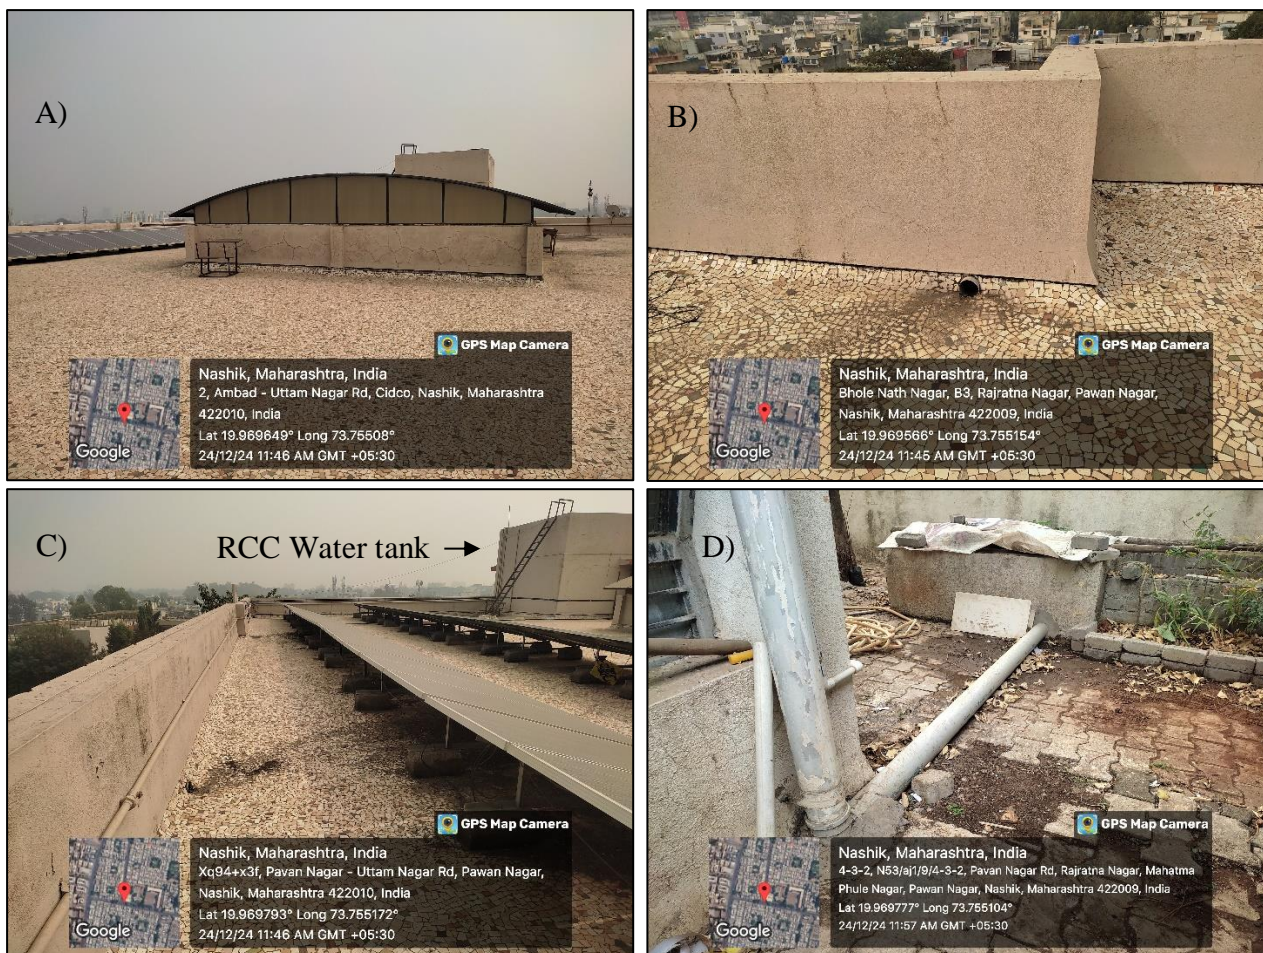 A)
GPS Map Camera
Nashik, Maharashtra, India
2, Ambad - Uttam Nagar Rd, Cidco, Nashik, Maharashtra
422010, India
Lat 19.969649° Long 73.75508°
24/12/24 11:46 AM GMT +05:30
Google
B)
GPS Map Camera
Nashik, Maharashtra, India
Bhole Nath Nagar, B3, Rajratna Nagar, Pawan Nagar,
Nashik, Maharashtra 422009, India
Lat 19.969566° Long 73.755154°
24/12/24 11:45 AM GMT +05:30
Google
C)
RCC Water tank
GPS Map Camera
Nashik, Maharashtra, India
Xq94+x3f, Pavan Nagar - Uttam Nagar Rd, Pawan Nagar,
Nashik, Maharashtra 422010, India
Lat 19.969793° Long 73.755172°
24/12/24 11:46 AM GMT +05:30
Google
D)
GPS Map Camera
Nashik, Maharashtra, India
4-3-2, N53/aj1/9/4-3-2, Pavan Nagar Rd, Rajratna Nagar, Mahatma
Phule Nagar, Pawan Nagar, Nashik, Maharashtra 422009, India
Lat 19.969777° Long 73.755104°
24/12/24 11:57 AM GMT +05:30
Google